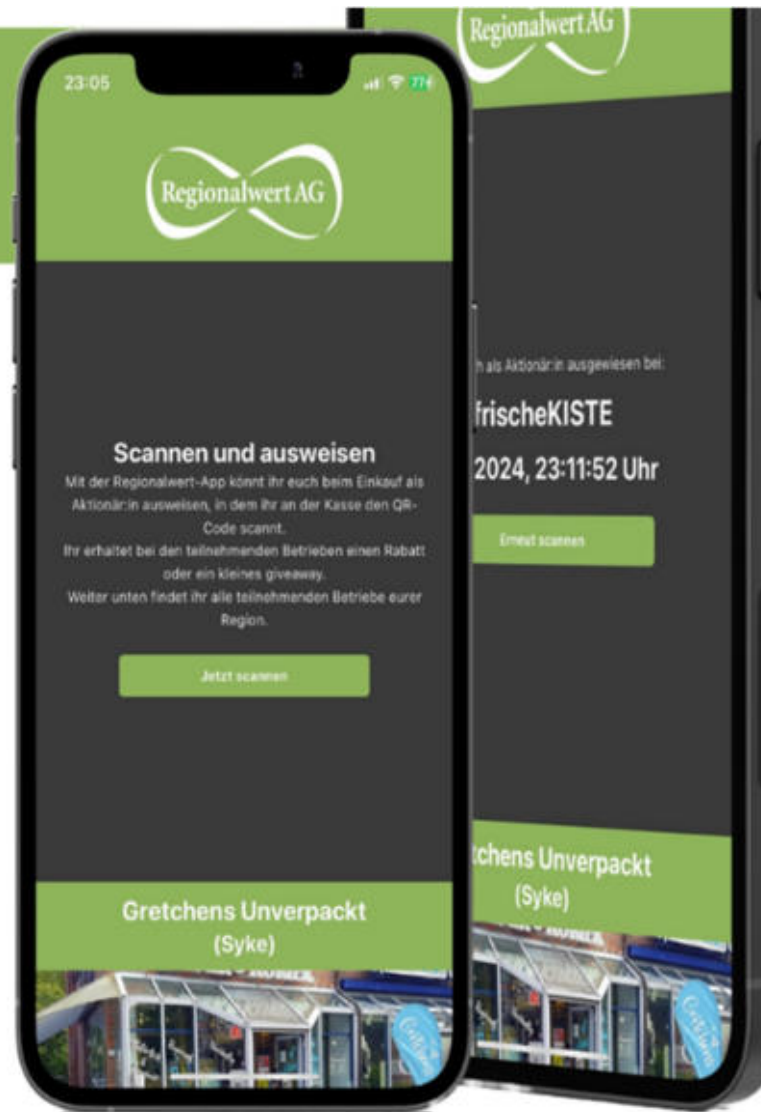 23:05
77
Regionalwert AG
Scannen und ausweisen
Mit der Regionalwert-App könnt ihr euch beim Einkauf als
Aktionär:in ausweisen, in dem ihr an der Kasse den QR-
Code scannt.
Ihr erhaltet bei den teilnehmenden Betrieben einen Rabatt
oder ein kleines giveaway.
Weiter unten findet ihr alle teilnehmenden Betriebe eurer
Region.
Jetzt scannen
Gretchens Unverpackt
(Syke)
Regionalwert AG
h als Aktionär:in ausgewiesen bei:
frischeKISTE
2024, 23:11:52 Uhr
Erneut scannen
tchens Unverpackt
(Syke)